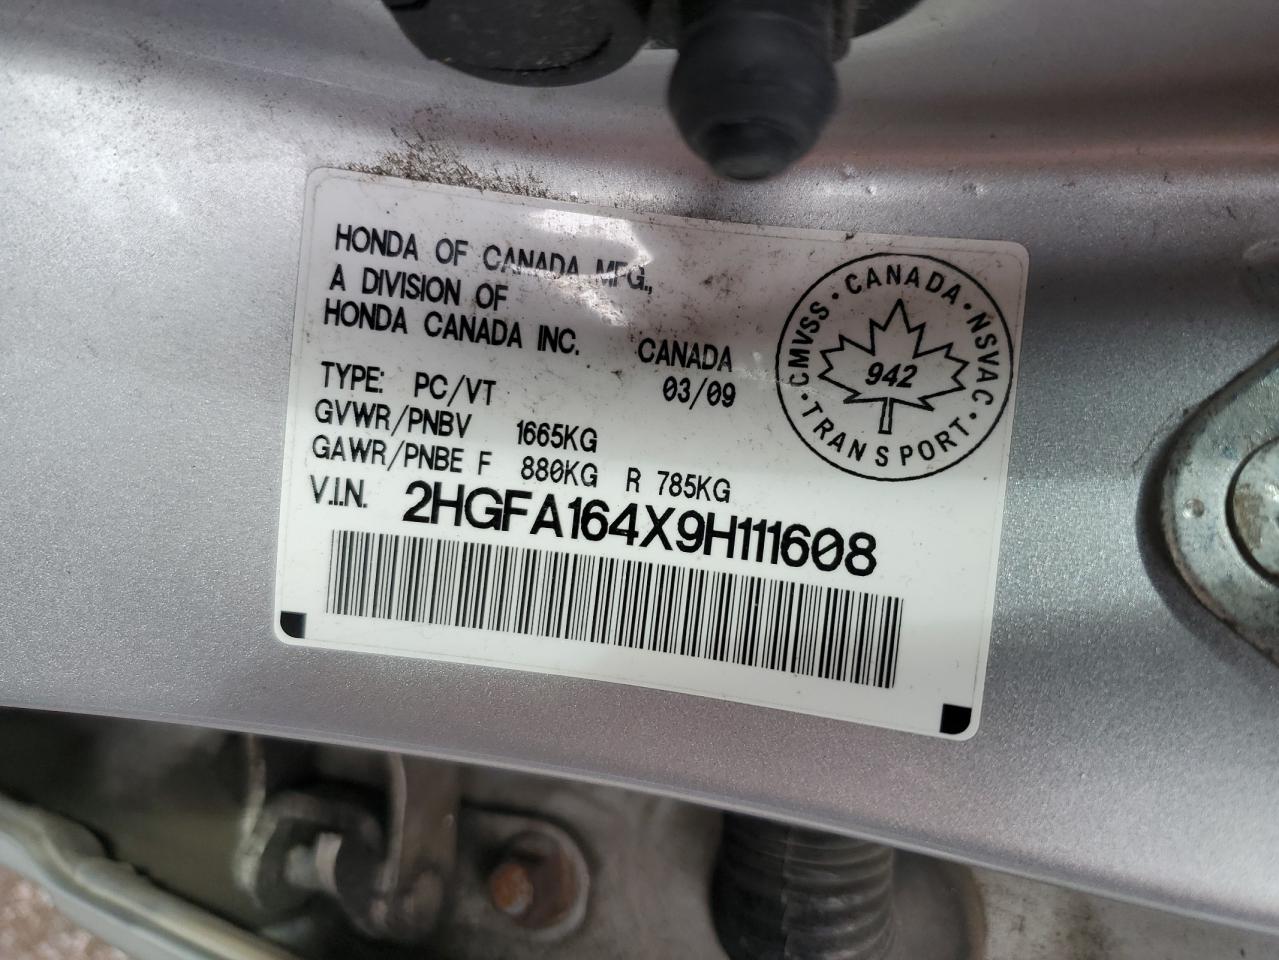 HONDA OF CANADA MFG.,
A DIVISION OF
HONDA CANADA INC.
CANADA
03/09
TYPE: PC/VT
GVWR/PNBV 1665KG
GAWR/PNBE F 880KG R 785KG
V.I.N. 2HGFA164X9H111608
CMVSS · CANADA · NSVAC · TRANSPORT ·
942